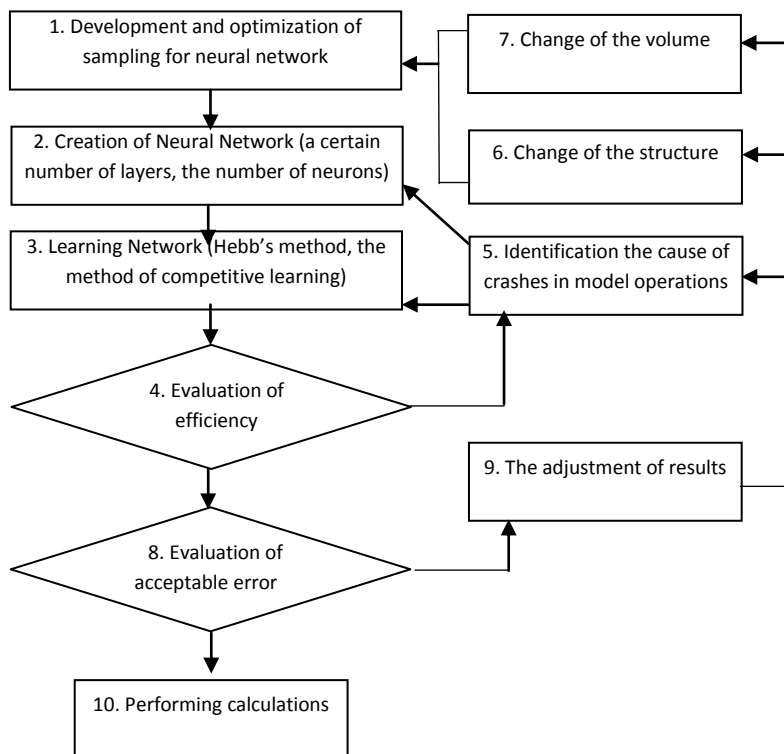 1. Development and optimization of
sampling for neural network
7. Change of the volume
2. Creation of Neural Network (a certain
number of layers, the number of neurons)
6. Change of the structure
3. Learning Network (Hebb's method, the
method of competitive learning)
5. Identification the cause of
crashes in model operations
4. Evaluation of
efficiency
9. The adjustment of results
8. Evaluation of
acceptable error
10. Performing calculations